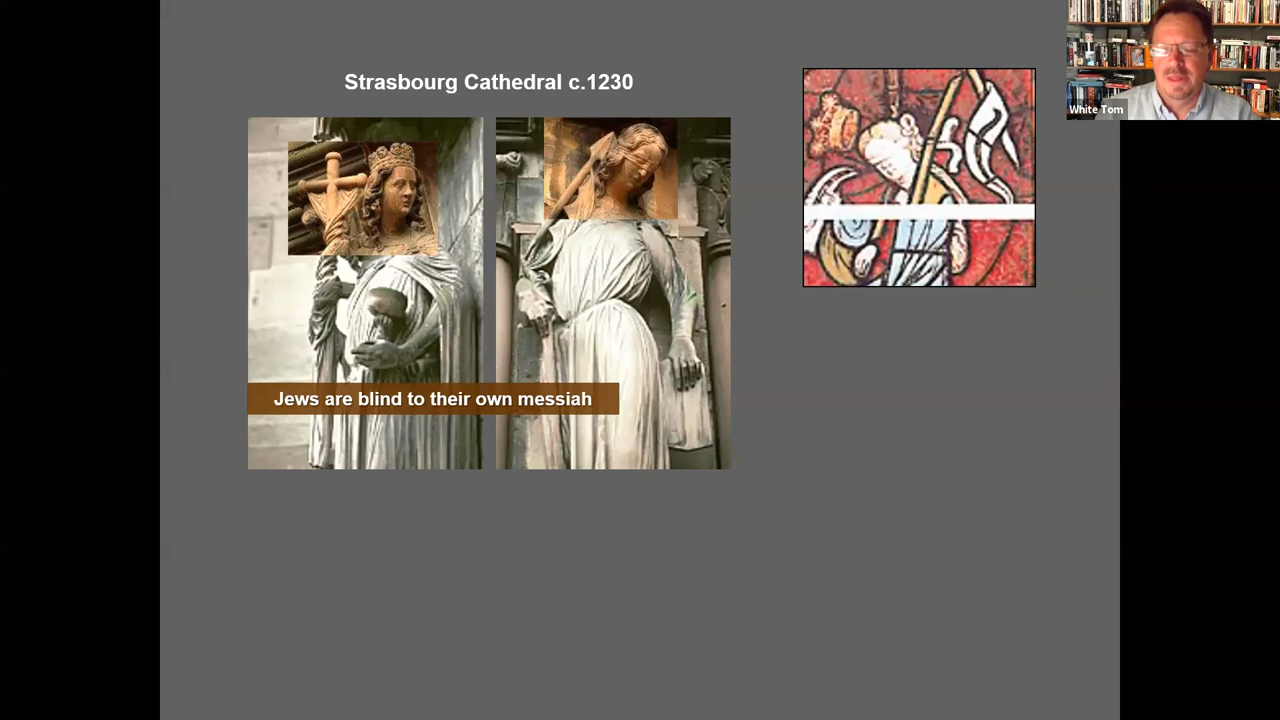 Strasbourg Cathedral c.1230
White Tom
Jews are blind to their own messiah